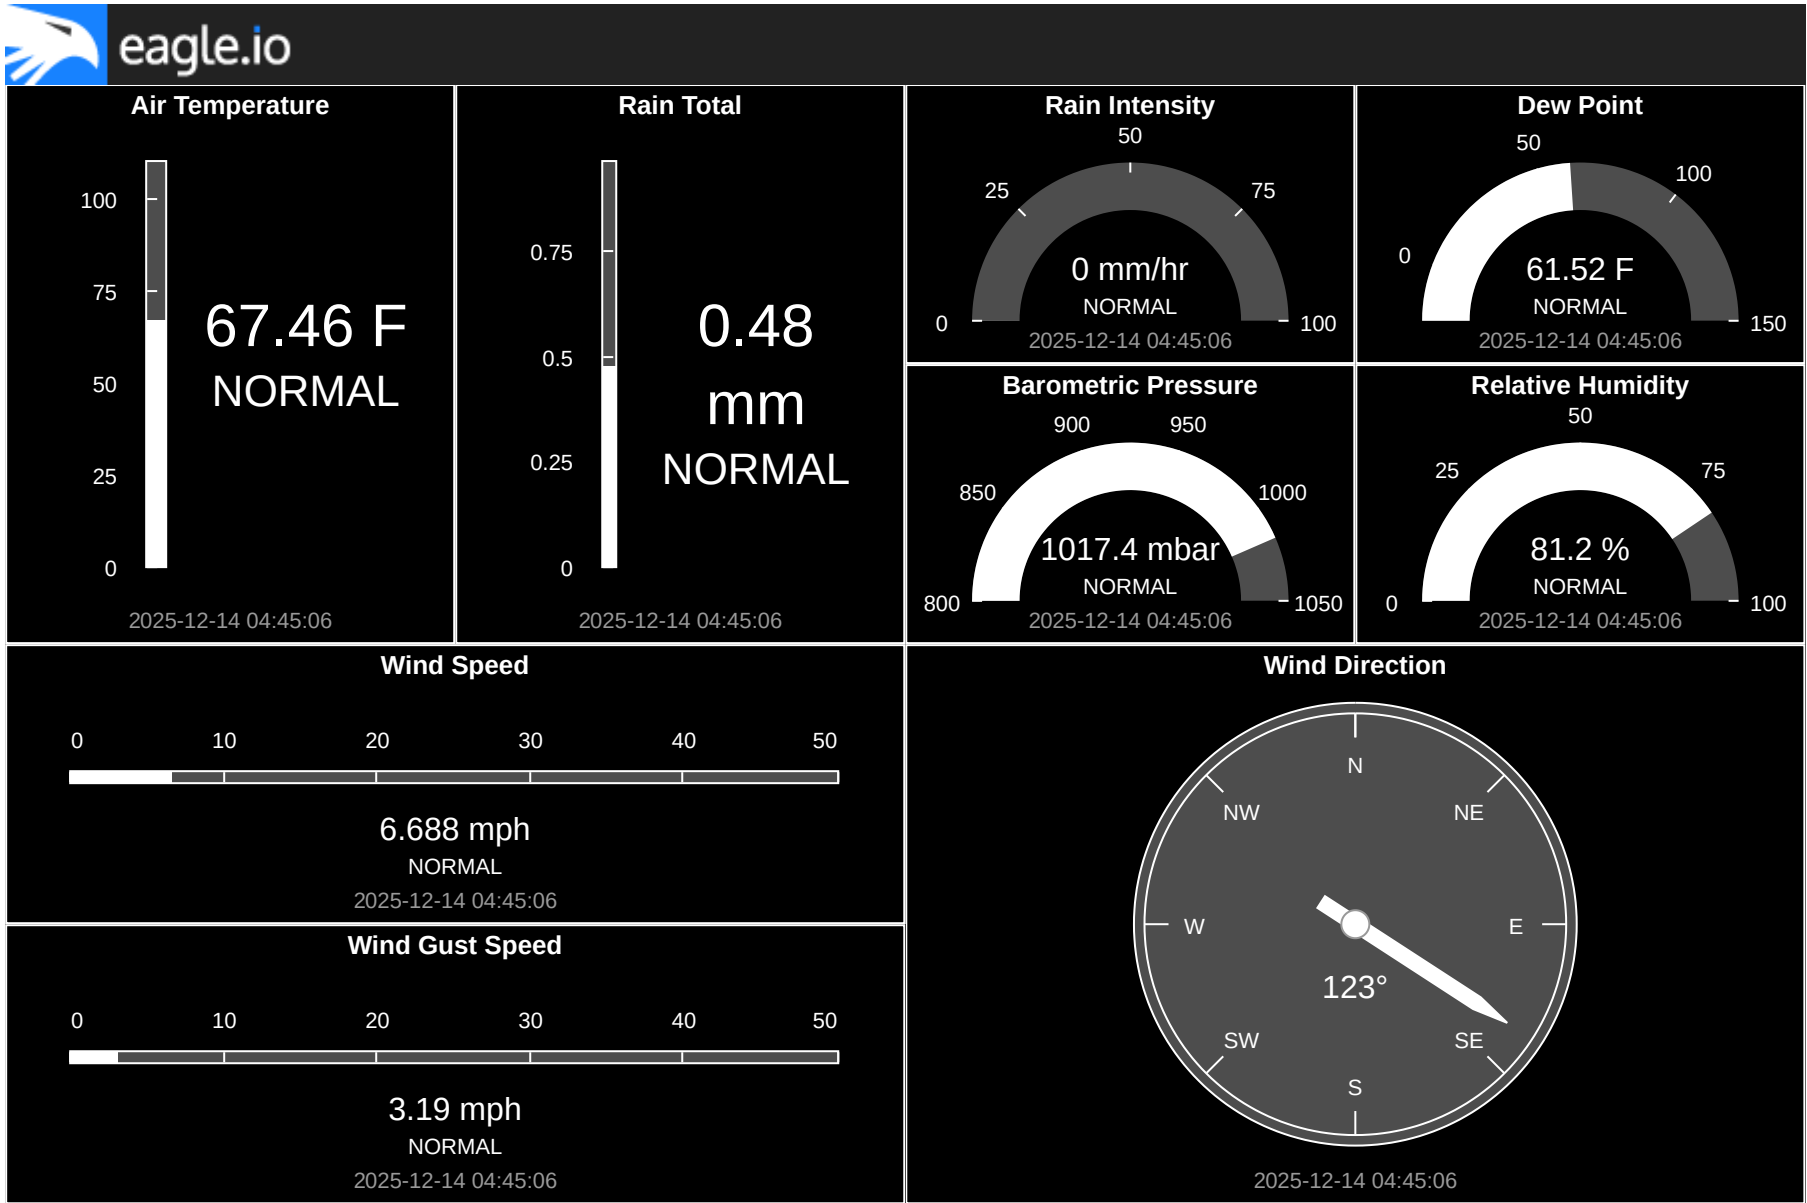 eagle.io
Air Temperature
100
75
50
25
0
67.46 F
NORMAL
2025-12-14 04:45:06
Rain Total
0.75
0.5
0.25
0
0.48
mm
NORMAL
2025-12-14 04:45:06
Rain Intensity
50
25
75
0
100
0 mm/hr
NORMAL
2025-12-14 04:45:06
Dew Point
50
100
0
150
61.52 F
NORMAL
2025-12-14 04:45:06
Barometric Pressure
900
950
850
1000
800
1050
1017.4 mbar
NORMAL
2025-12-14 04:45:06
Relative Humidity
50
25
75
0
100
81.2 %
NORMAL
2025-12-14 04:45:06
Wind Speed
0 10 20 30 40 50
6.688 mph
NORMAL
2025-12-14 04:45:06
Wind Gust Speed
0 10 20 30 40 50
3.19 mph
NORMAL
2025-12-14 04:45:06
Wind Direction
N
NW
NE
W
E
123°
SW
SE
S
2025-12-14 04:45:06